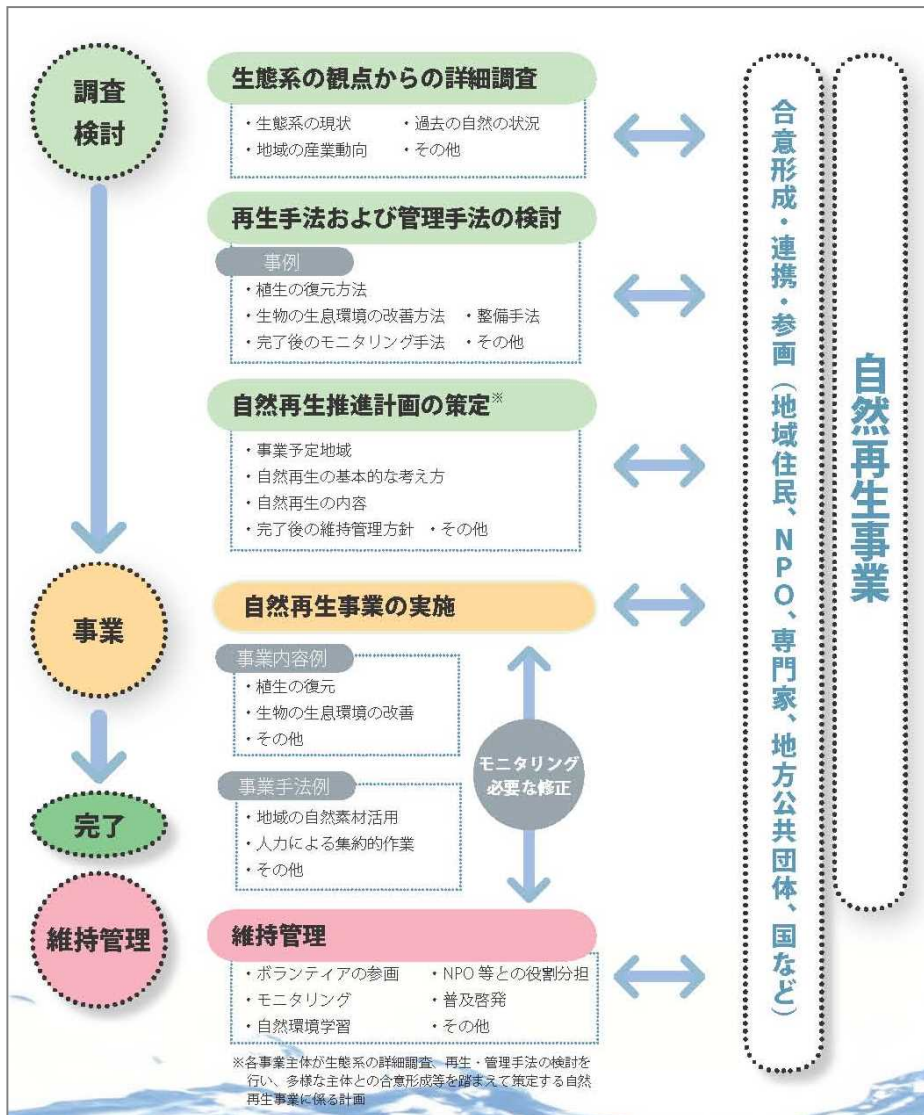 調査
検討
生態系の観点からの詳細調査
・生態系の現状　・過去の自然の状況
・地域の産業動向　・その他
再生手法および管理手法の検討
事例
・植生の復元方法
・生物の生息環境の改善方法　・整備手法
・完了後のモニタリング手法　・その他
自然再生推進計画の策定※
・事業予定地域
・自然再生の基本的な考え方
・自然再生の内容
・完了後の維持管理方針　・その他
事業
自然再生事業の実施
事業内容例
・植生の復元
・生物の生息環境の改善
・その他
モニタリング
必要な修正
事業手法例
・地域の自然素材活用
・人力による集約的作業
・その他
完了
維持管理
維持管理
・ボランティアの参画　・NPO 等との役割分担
・モニタリング　・普及啓発
・自然環境学習　・その他
※各事業主体が生態系の詳細調査、再生・管理手法の検討を
行い、多様な主体との合意形成等を踏まえて策定する自然
再生事業に係る計画
自然再生事業
合意形成・連携・参画（地域住民、NPO、専門家、地方公共団体、国など）